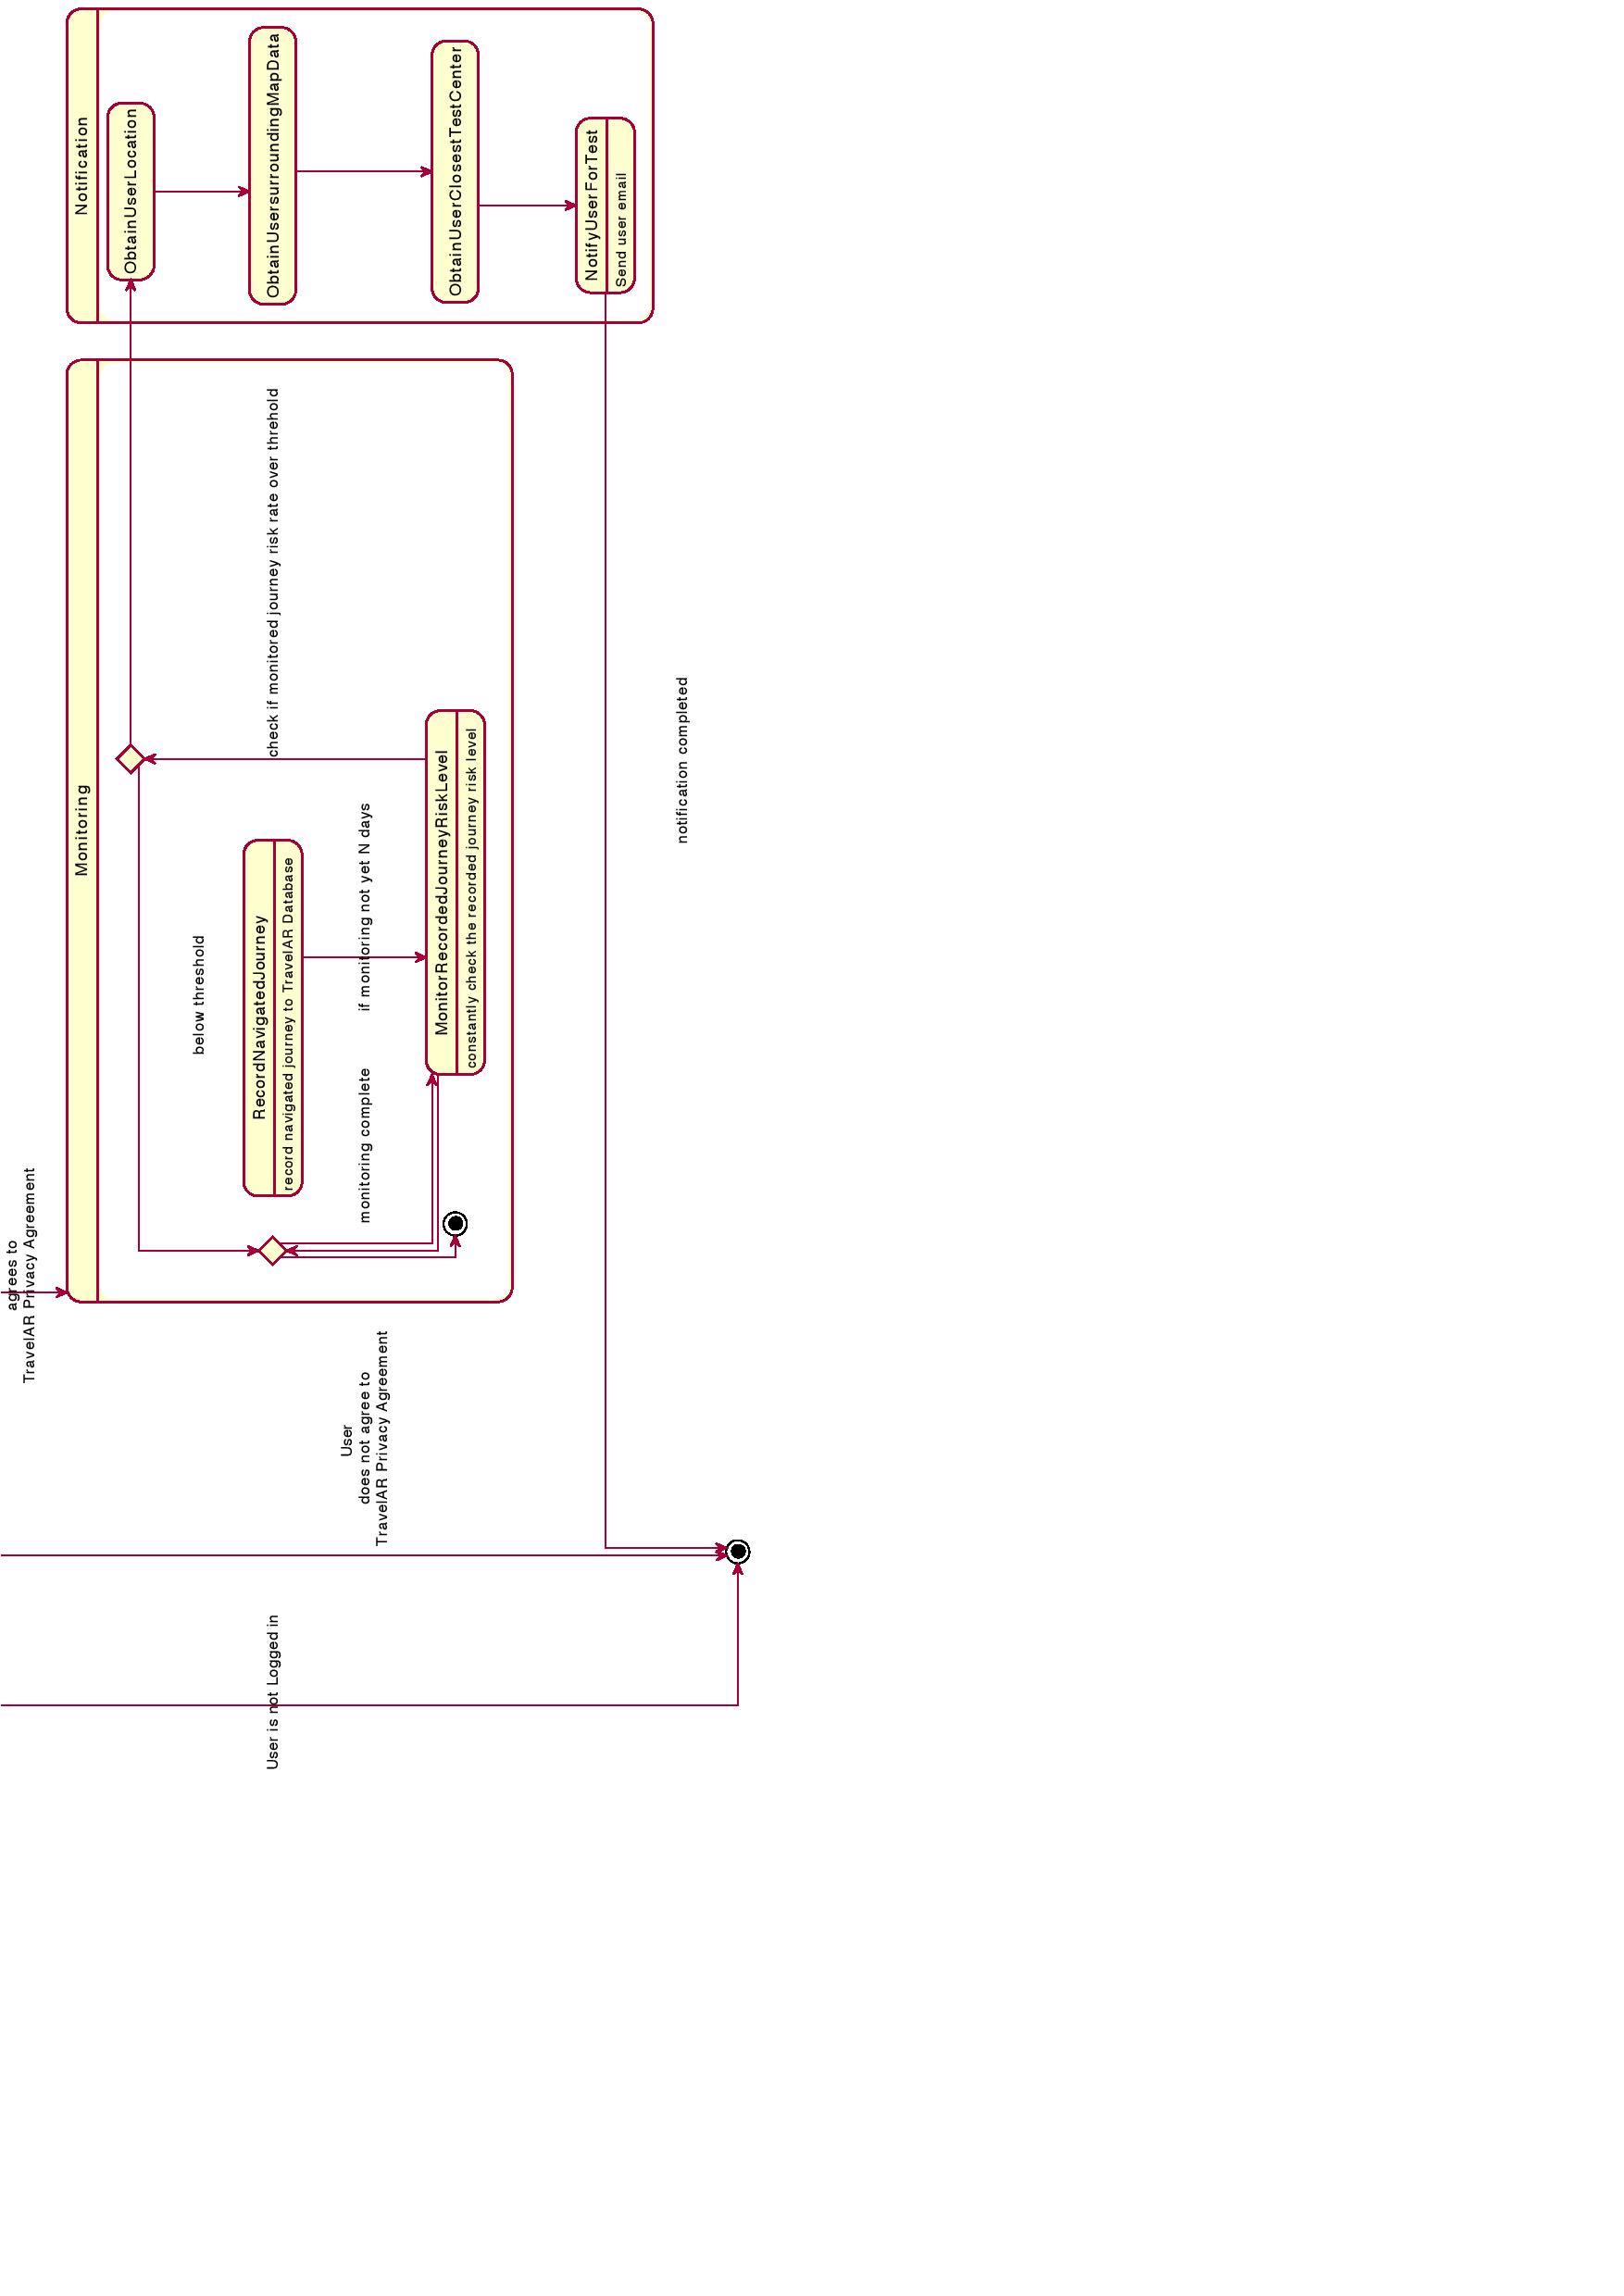 Notification
ObtainUserLocation
ObtainUsersurroundingMapData
ObtainUserClosestTestCenter
NotifyUserForTest
Send user email
Monitoring
check if monitored journey risk rate over threhold
below threshold
RecordNavigatedJourney
record navigated journey to TravelAR Database
if monitoring not yet N days
monitoring complete
MonitorRecordedJourneyRiskLevel
constantly check the recorded journey risk level
notification completed
agrees to
TravelAR Privacy Agreement
User
does not agree to
TravelAR Privacy Agreement
User is not Logged in